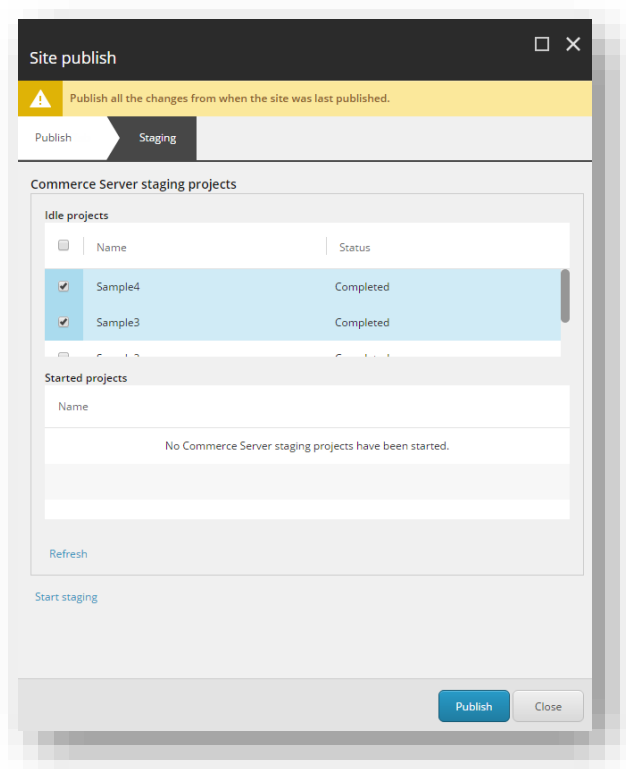 Site publish
Publish all the changes from when the site was last published.
Publish Staging
Commerce Server staging projects
Idle projects
Name Status
Sample4 Completed
Sample3 Completed
Started projects
Name
No Commerce Server staging projects have been started.
Refresh
Start staging
Publish Close